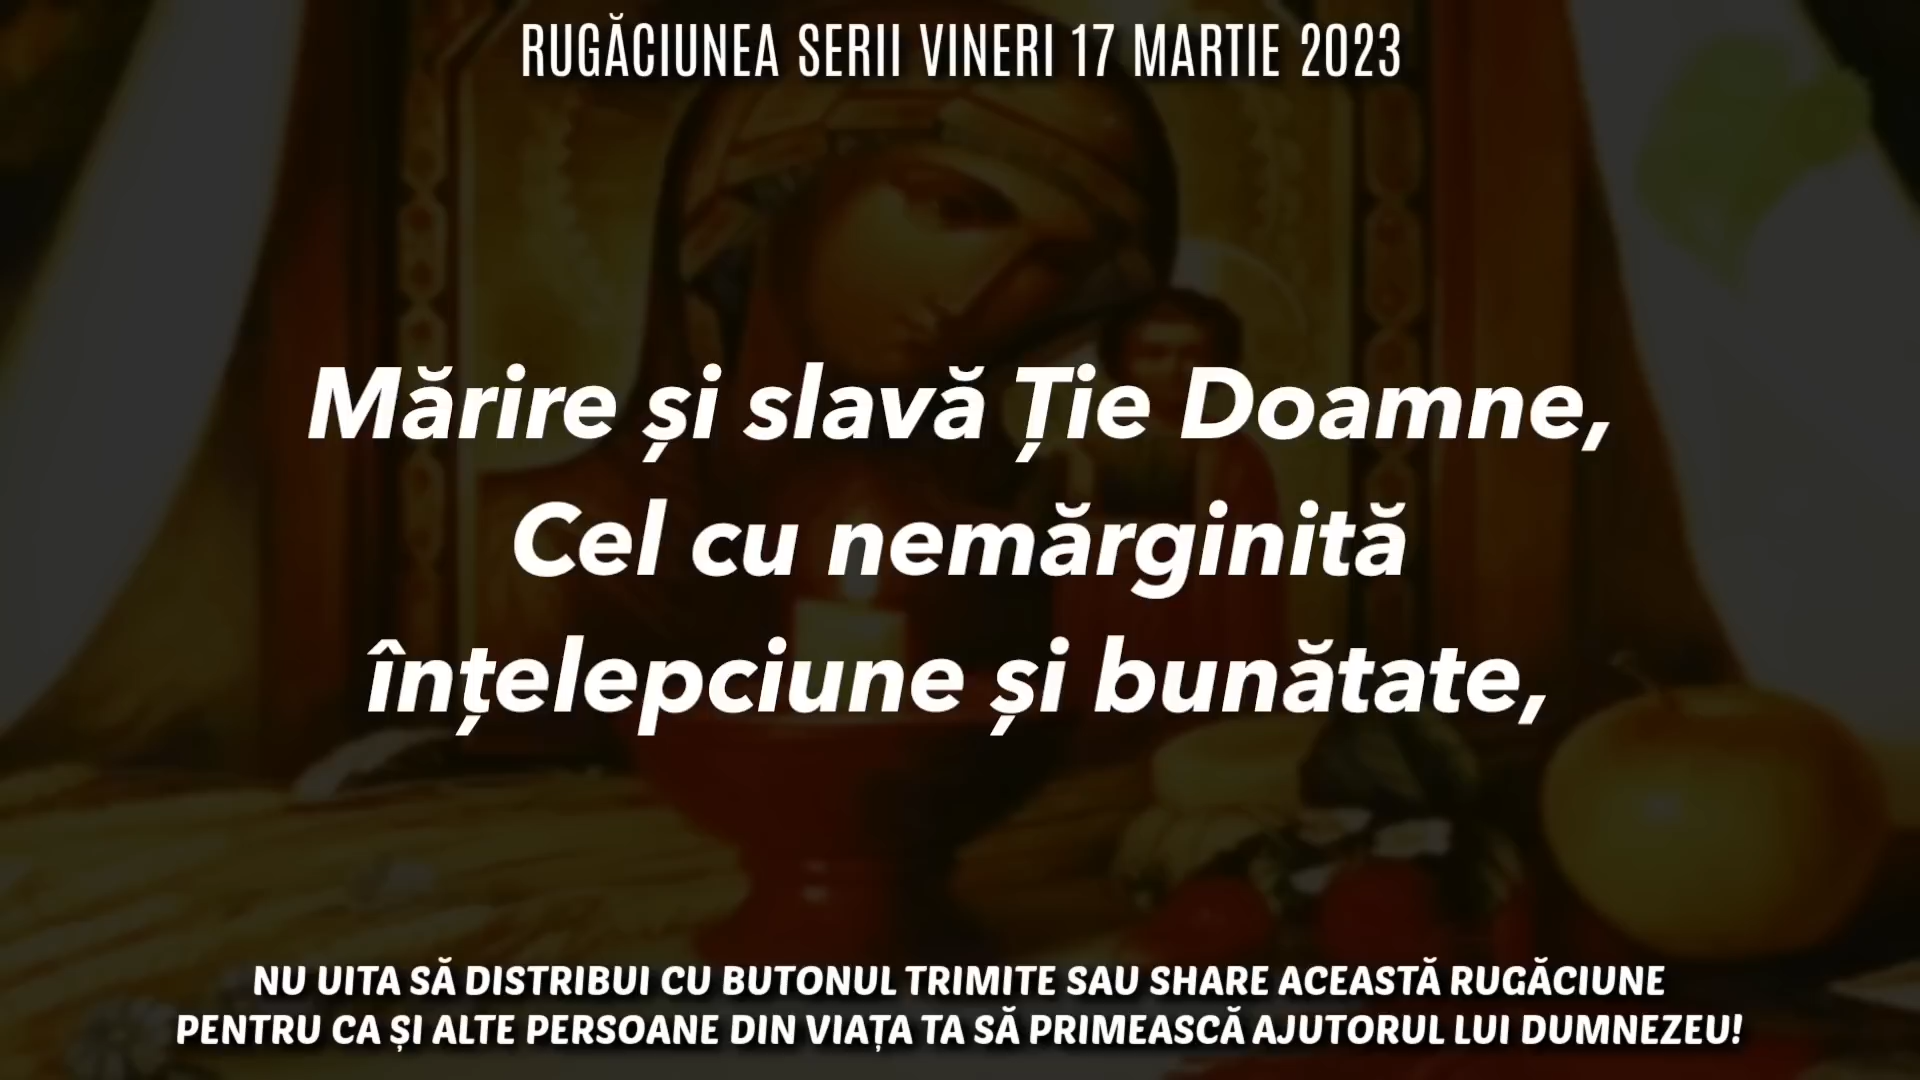 RUGĂCIUNEA SERII VINERI 17 MARTIE 2023
Mărire și slavă Ție Doamne,
Cel cu nemărginită
înțelepciune și bunătate,
NU UITA SĂ DISTRIBUI CU BUTONUL TRIMITE SAU SHARE ACEASTĂ RUGĂCIUNE
PENTRU CA ȘI ALTE PERSOANE DIN VIAȚA TA SĂ PRIMEASCĂ AJUTORUL LUI DUMNEZEU!